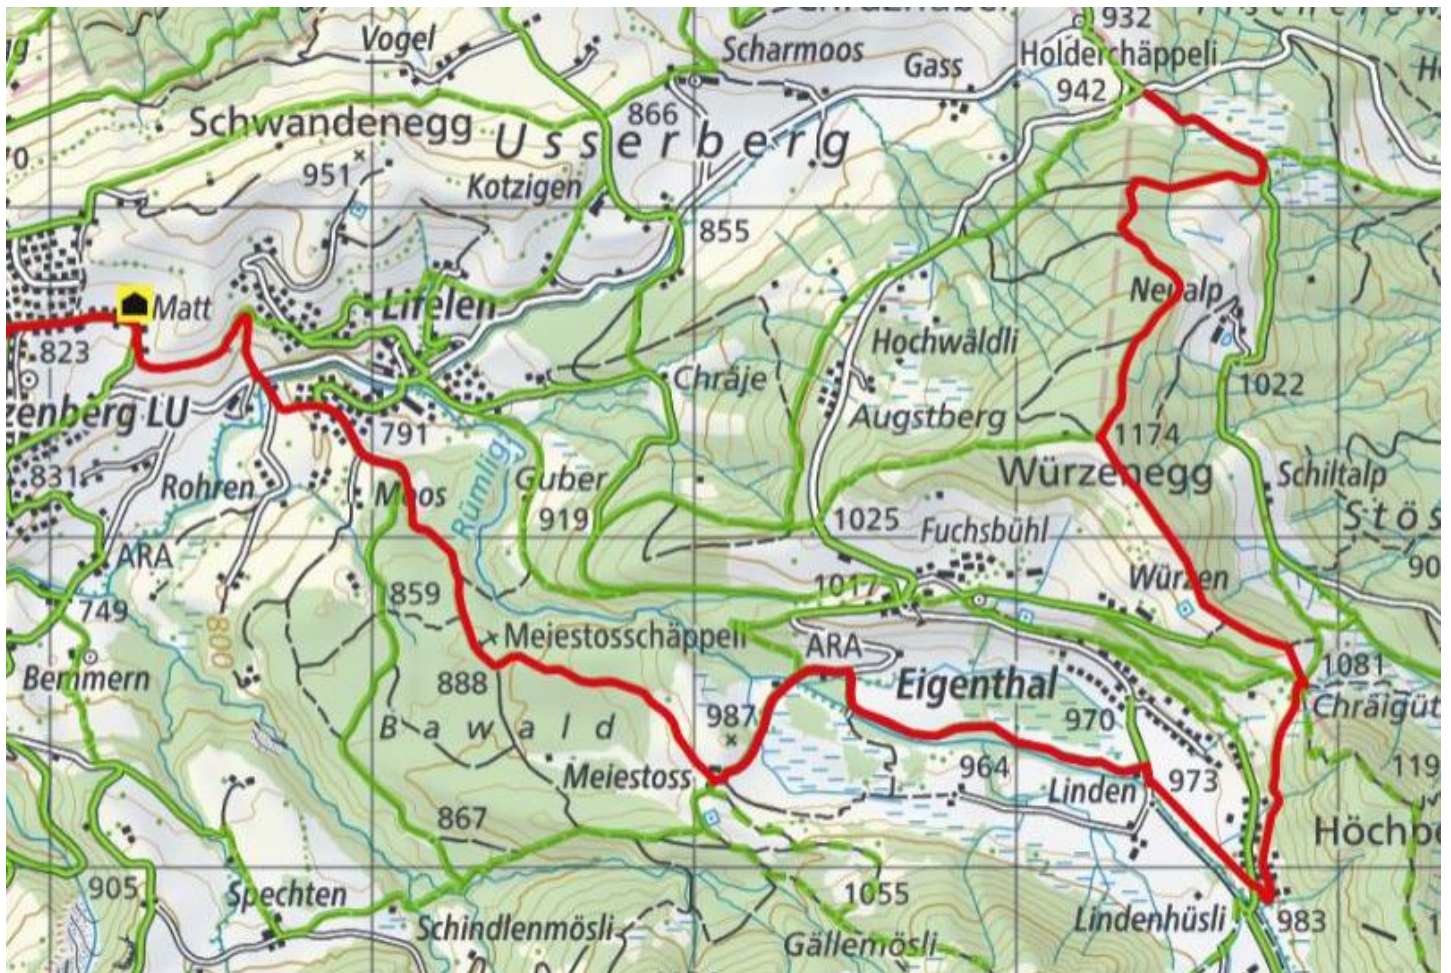 932
Vogel
Scharmoos
Holderchäppeli
Gass
942
866
Schwandenegg
Usserberg
951
Kotzigen
855
Matt
Lifelen
Neualp
823
Hochwäldli
Chräje
1022
Augstberg
zenberg LU
791
1174
Würzenegg
Schiltalp
831
Rohren
Moos
Rümlig
Guber
919
1025
Fuchsbühl
ARA
Würzen
90
749
859
1017
800
Meiestosschäppeli
ARA
1081
Bemmern
888
Eigenthal
Chräigüt
Bawald
987
970
964
973
119
Meiestoss
Linden
867
Höchb
905
Spechten
1055
Schindlenmösli
Gällemösli
Lindenhüsli
983